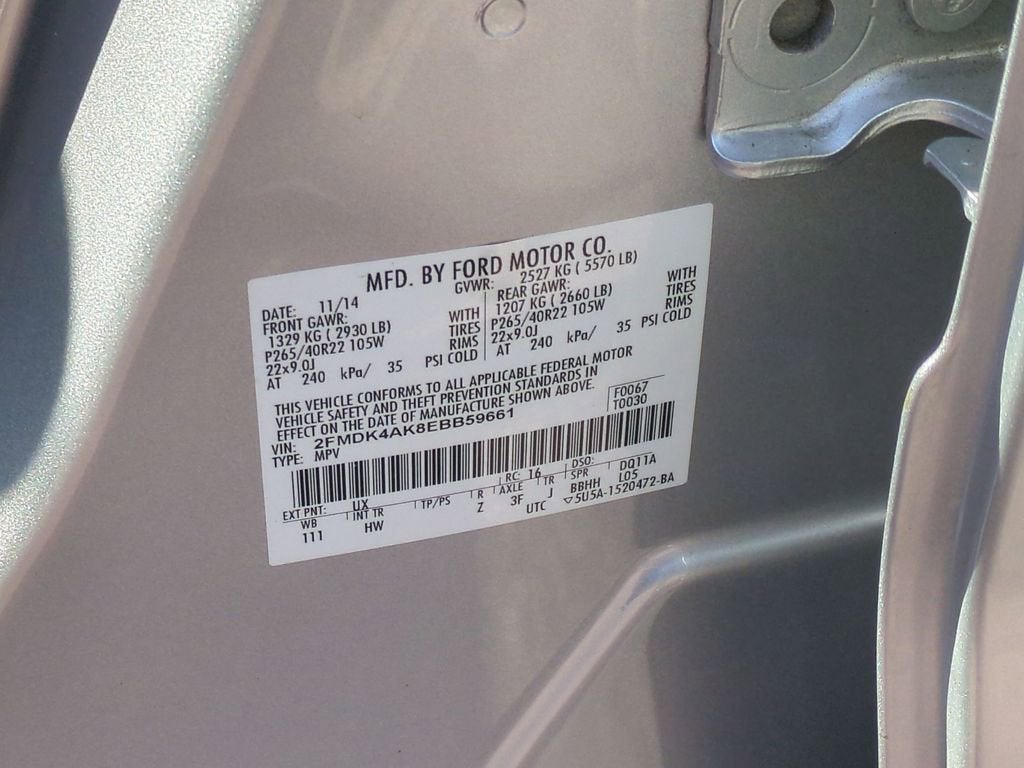 MFD. BY FORD MOTOR CO.
DATE: 11/14 GVWR: 2527 KG ( 5570 LB)
FRONT GAWR: WITH REAR GAWR: WITH
1329 KG ( 2930 LB) TIRES 1207 KG ( 2660 LB) TIRES
P265/40R22 105W RIMS P265/40R22 105W RIMS
22x9.0J 22x9.0J
AT 240 kPa/ 35 PSI COLD AT 240 kPa/ 35 PSI COLD
THIS VEHICLE CONFORMS TO ALL APPLICABLE FEDERAL MOTOR
VEHICLE SAFETY AND THEFT PREVENTION STANDARDS IN
EFFECT ON THE DATE OF MANUFACTURE SHOWN ABOVE.
VIN: 2FMDK4AK8EBB59661 F0067
TYPE: MPV T0030
EXT PNT: UX RC: 16 DSO:
WB INT TR TP/PS R AXLE TR SPR DQ11A
111 HW Z 3F J BBHH L05
UTC ▽5U5A-1520472-BA